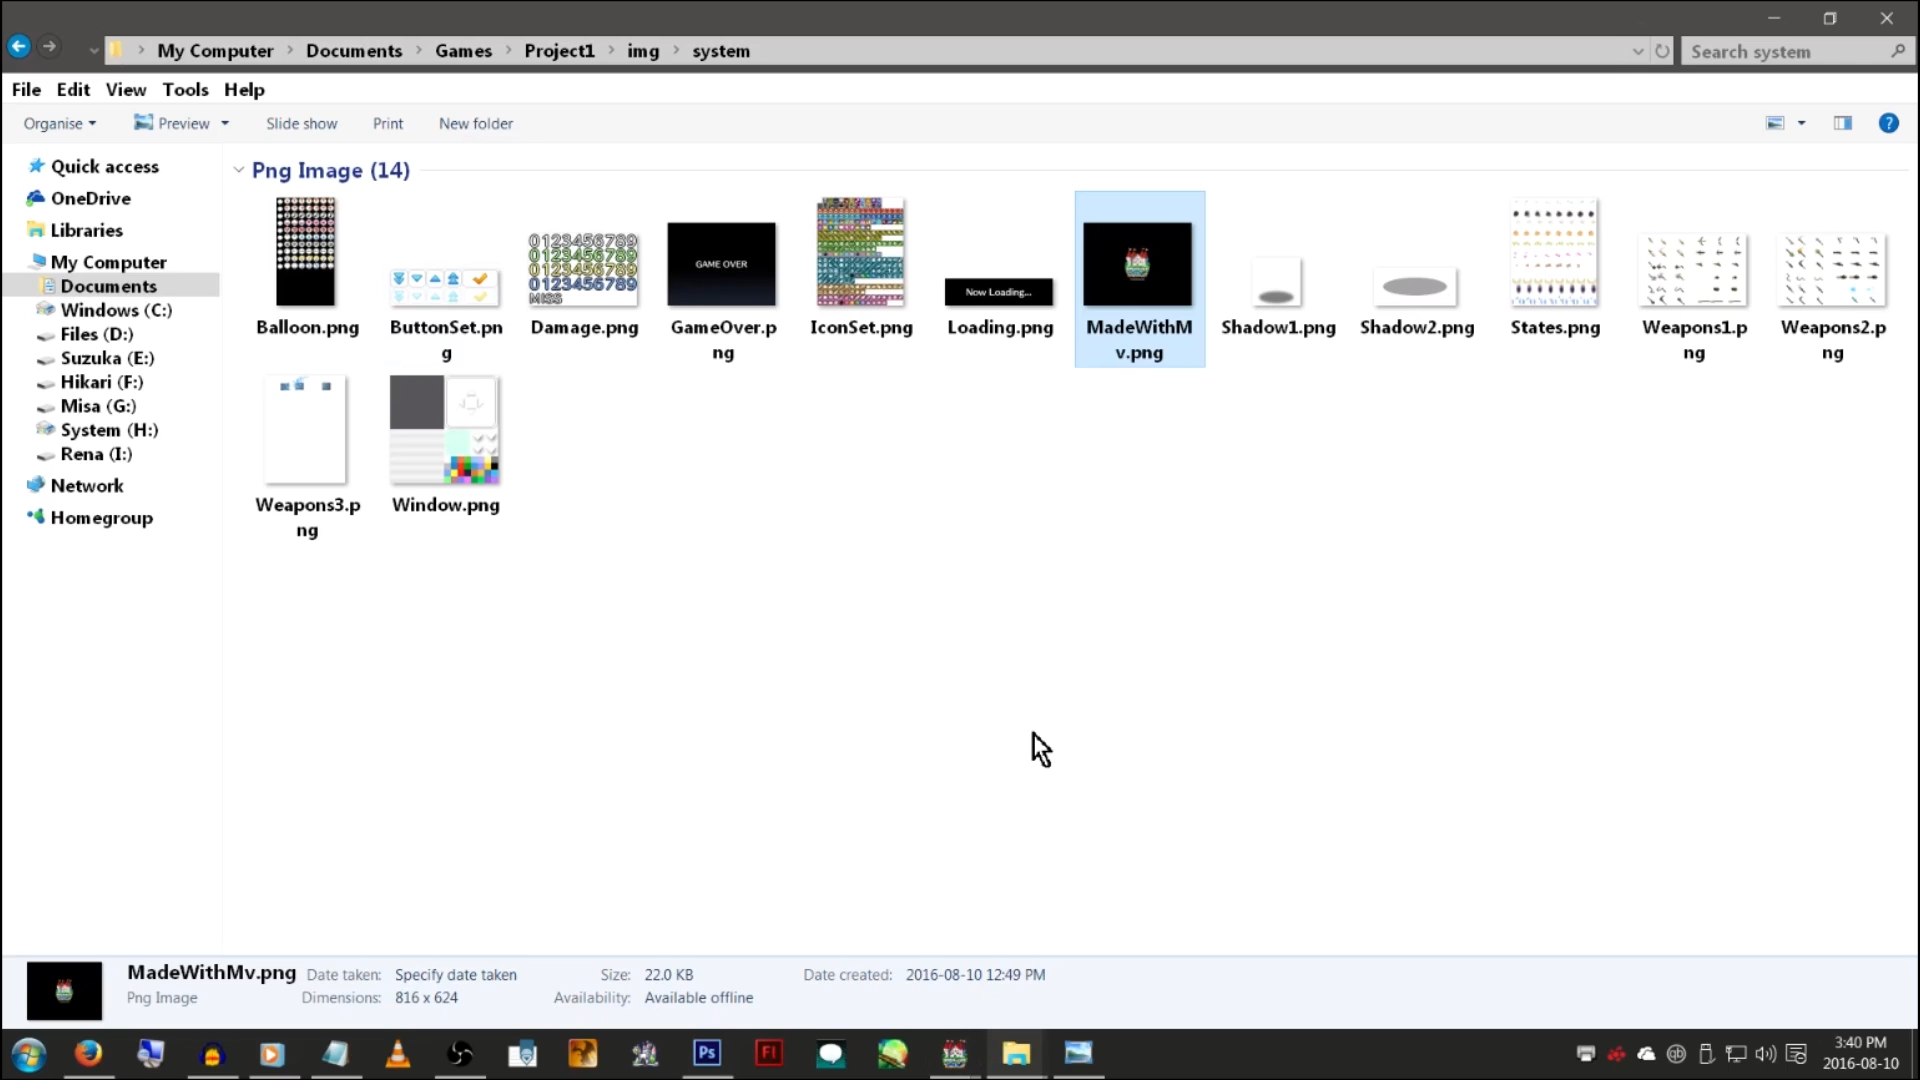 My Computer Documents Games Project1 img system
Search system
File Edit View Tools Help
Organise Preview Slide show Print New folder
Quick access
OneDrive
Libraries
My Computer
Documents
Windows (C:)
Files (D:)
Suzuka (E:)
Hikari (F:)
Misa (G:)
System (H:)
Rena (I:)
Network
Homegroup
Png Image (14)
0123456789
0123456789
0123456789
0123456789
MISS
GAME OVER
Now Loading...
Balloon.png
ButtonSet.pn
g
Damage.png
GameOver.p
ng
IconSet.png
Loading.png
MadeWithM
v.png
Shadow1.png
Shadow2.png
States.png
Weapons1.p
ng
Weapons2.p
ng
Weapons3.p
ng
Window.png
MadeWithMv.png
Png Image
Date taken: Specify date taken
Dimensions: 816 x 624
Size: 22.0 KB
Availability: Available offline
Date created: 2016-08-10 12:49 PM
Ps
Fl
3:40 PM
2016-08-10